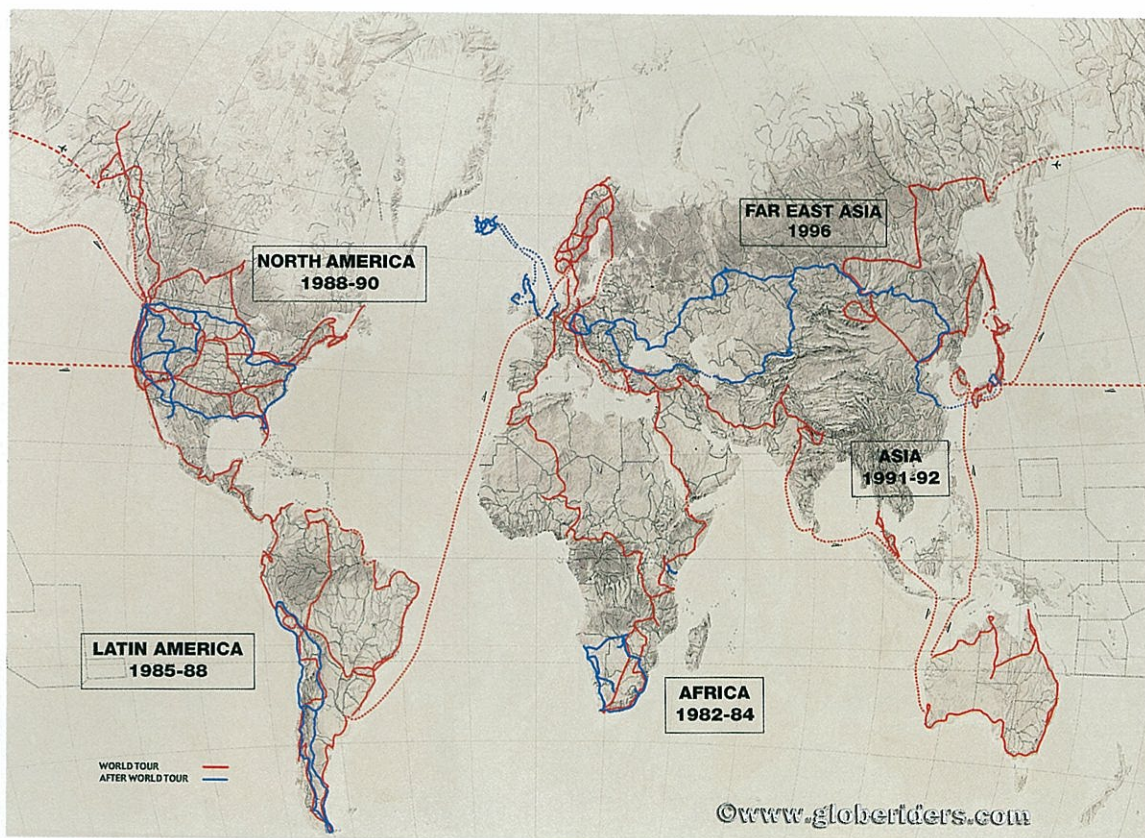 NORTH AMERICA
1988-90
FAR EAST ASIA
1996
ASIA
1991-92
LATIN AMERICA
1985-88
AFRICA
1982-84
WORLD TOUR
AFTER WORLD TOUR
©www.globeriders.com